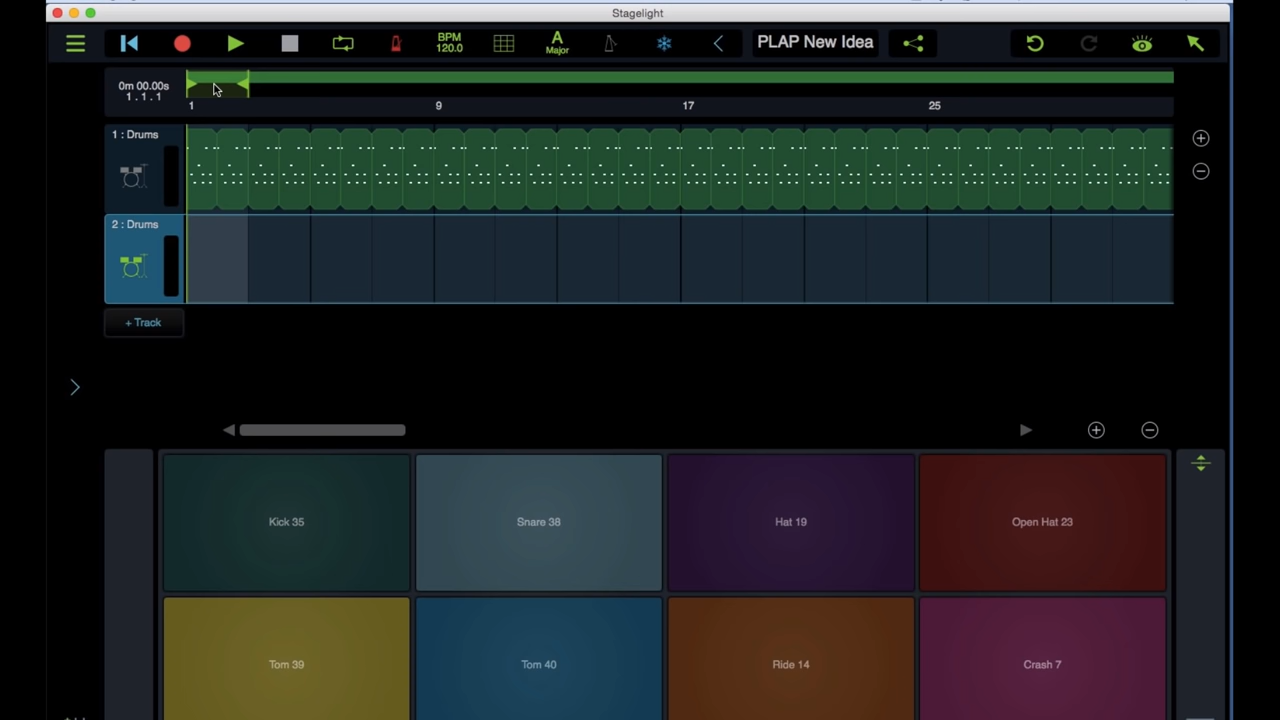 Stagelight
BPM
120.0
A
Major
PLAP New Idea
0m 00.00s
1 . 1 . 1
1
9
17
25
1 : Drums
2 : Drums
+ Track
Kick 35
Snare 38
Hat 19
Open Hat 23
Tom 39
Tom 40
Ride 14
Crash 7